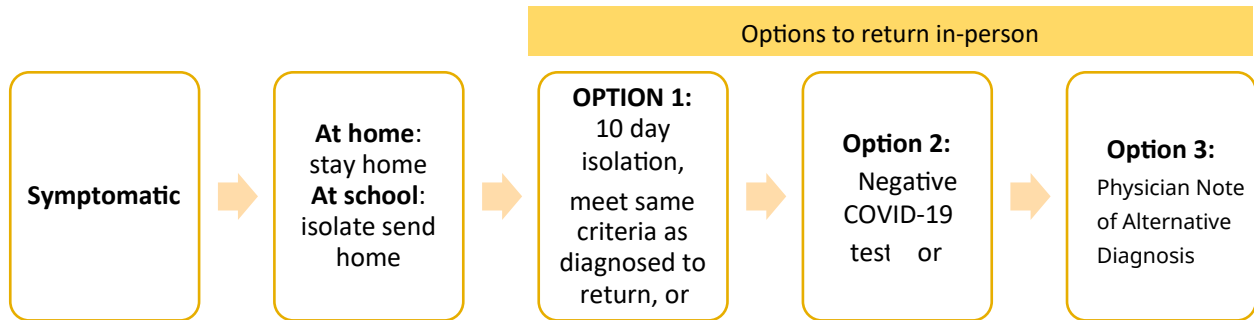 Options to return in-person
Symptomatic
At home:
stay home
At school:
isolate send
home
OPTION 1:
10 day
isolation,
meet same
criteria as
diagnosed to
return, or
Option 2:
Negative
COVID-19
test or
Option 3:
Physician Note
of Alternative
Diagnosis